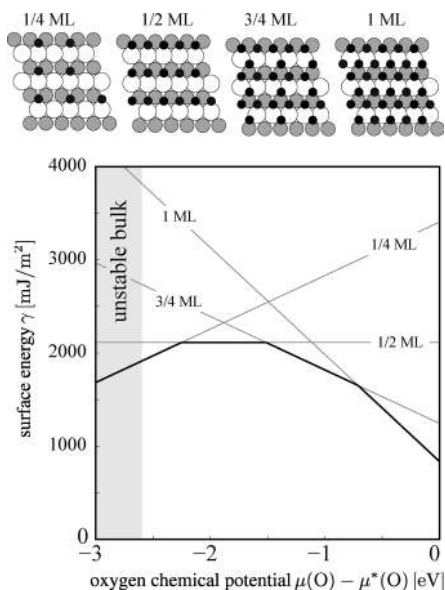 1/4 ML 1/2 ML 3/4 ML 1 ML
4000
3000
2000
1000
0
surface energy γ [mJ/m²]
unstable bulk
1 ML
1/4 ML
3/4 ML
1/2 ML
−3 −2 −1 0
oxygen chemical potential μ(O) − μ*(O) [eV]